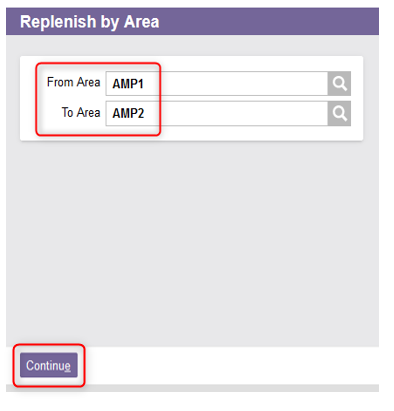 Replenish by Area
From Area AMP1
To Area AMP2
Continue